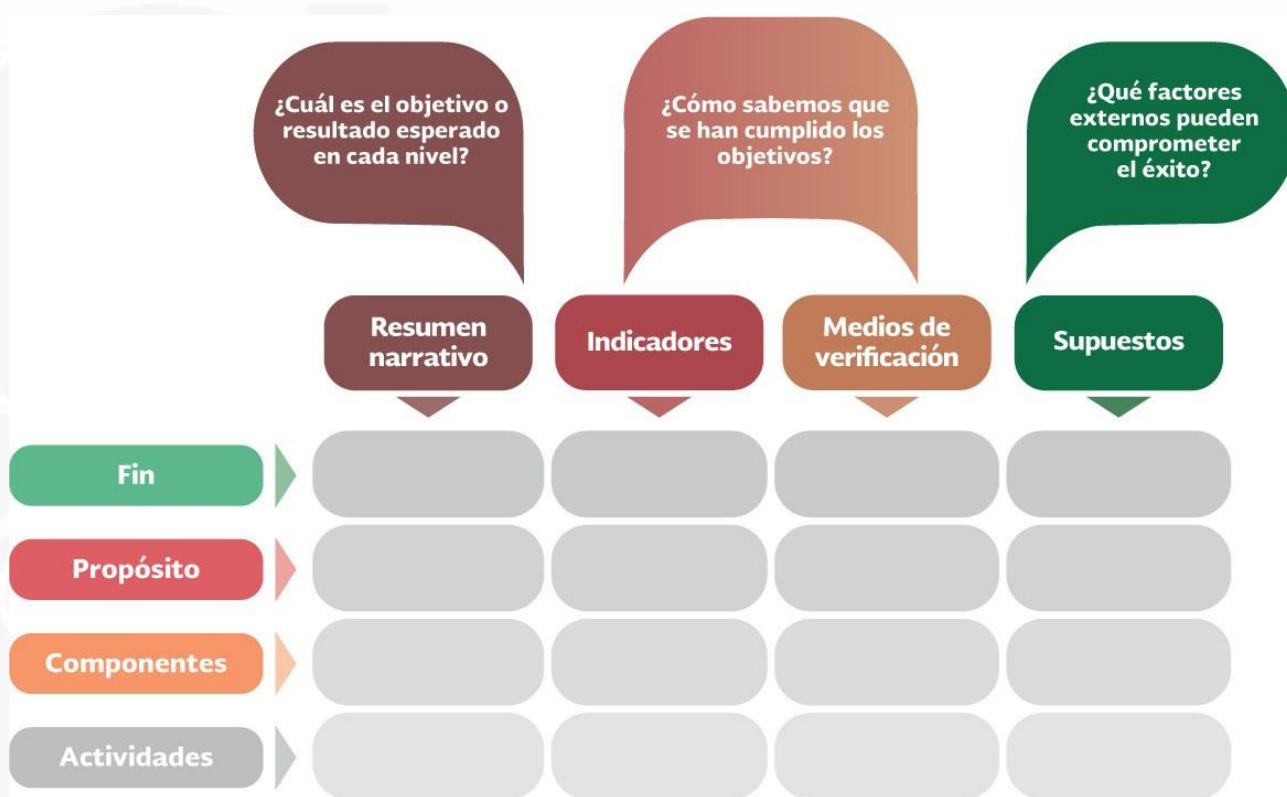 ¿Cuál es el objetivo o
resultado esperado
en cada nivel?
¿Cómo sabemos que
se han cumplido los
objetivos?
¿Qué factores
externos pueden
comprometer
el éxito?
Resumen
narrativo
Indicadores
Medios de
verificación
Supuestos
Fin
Propósito
Componentes
Actividades